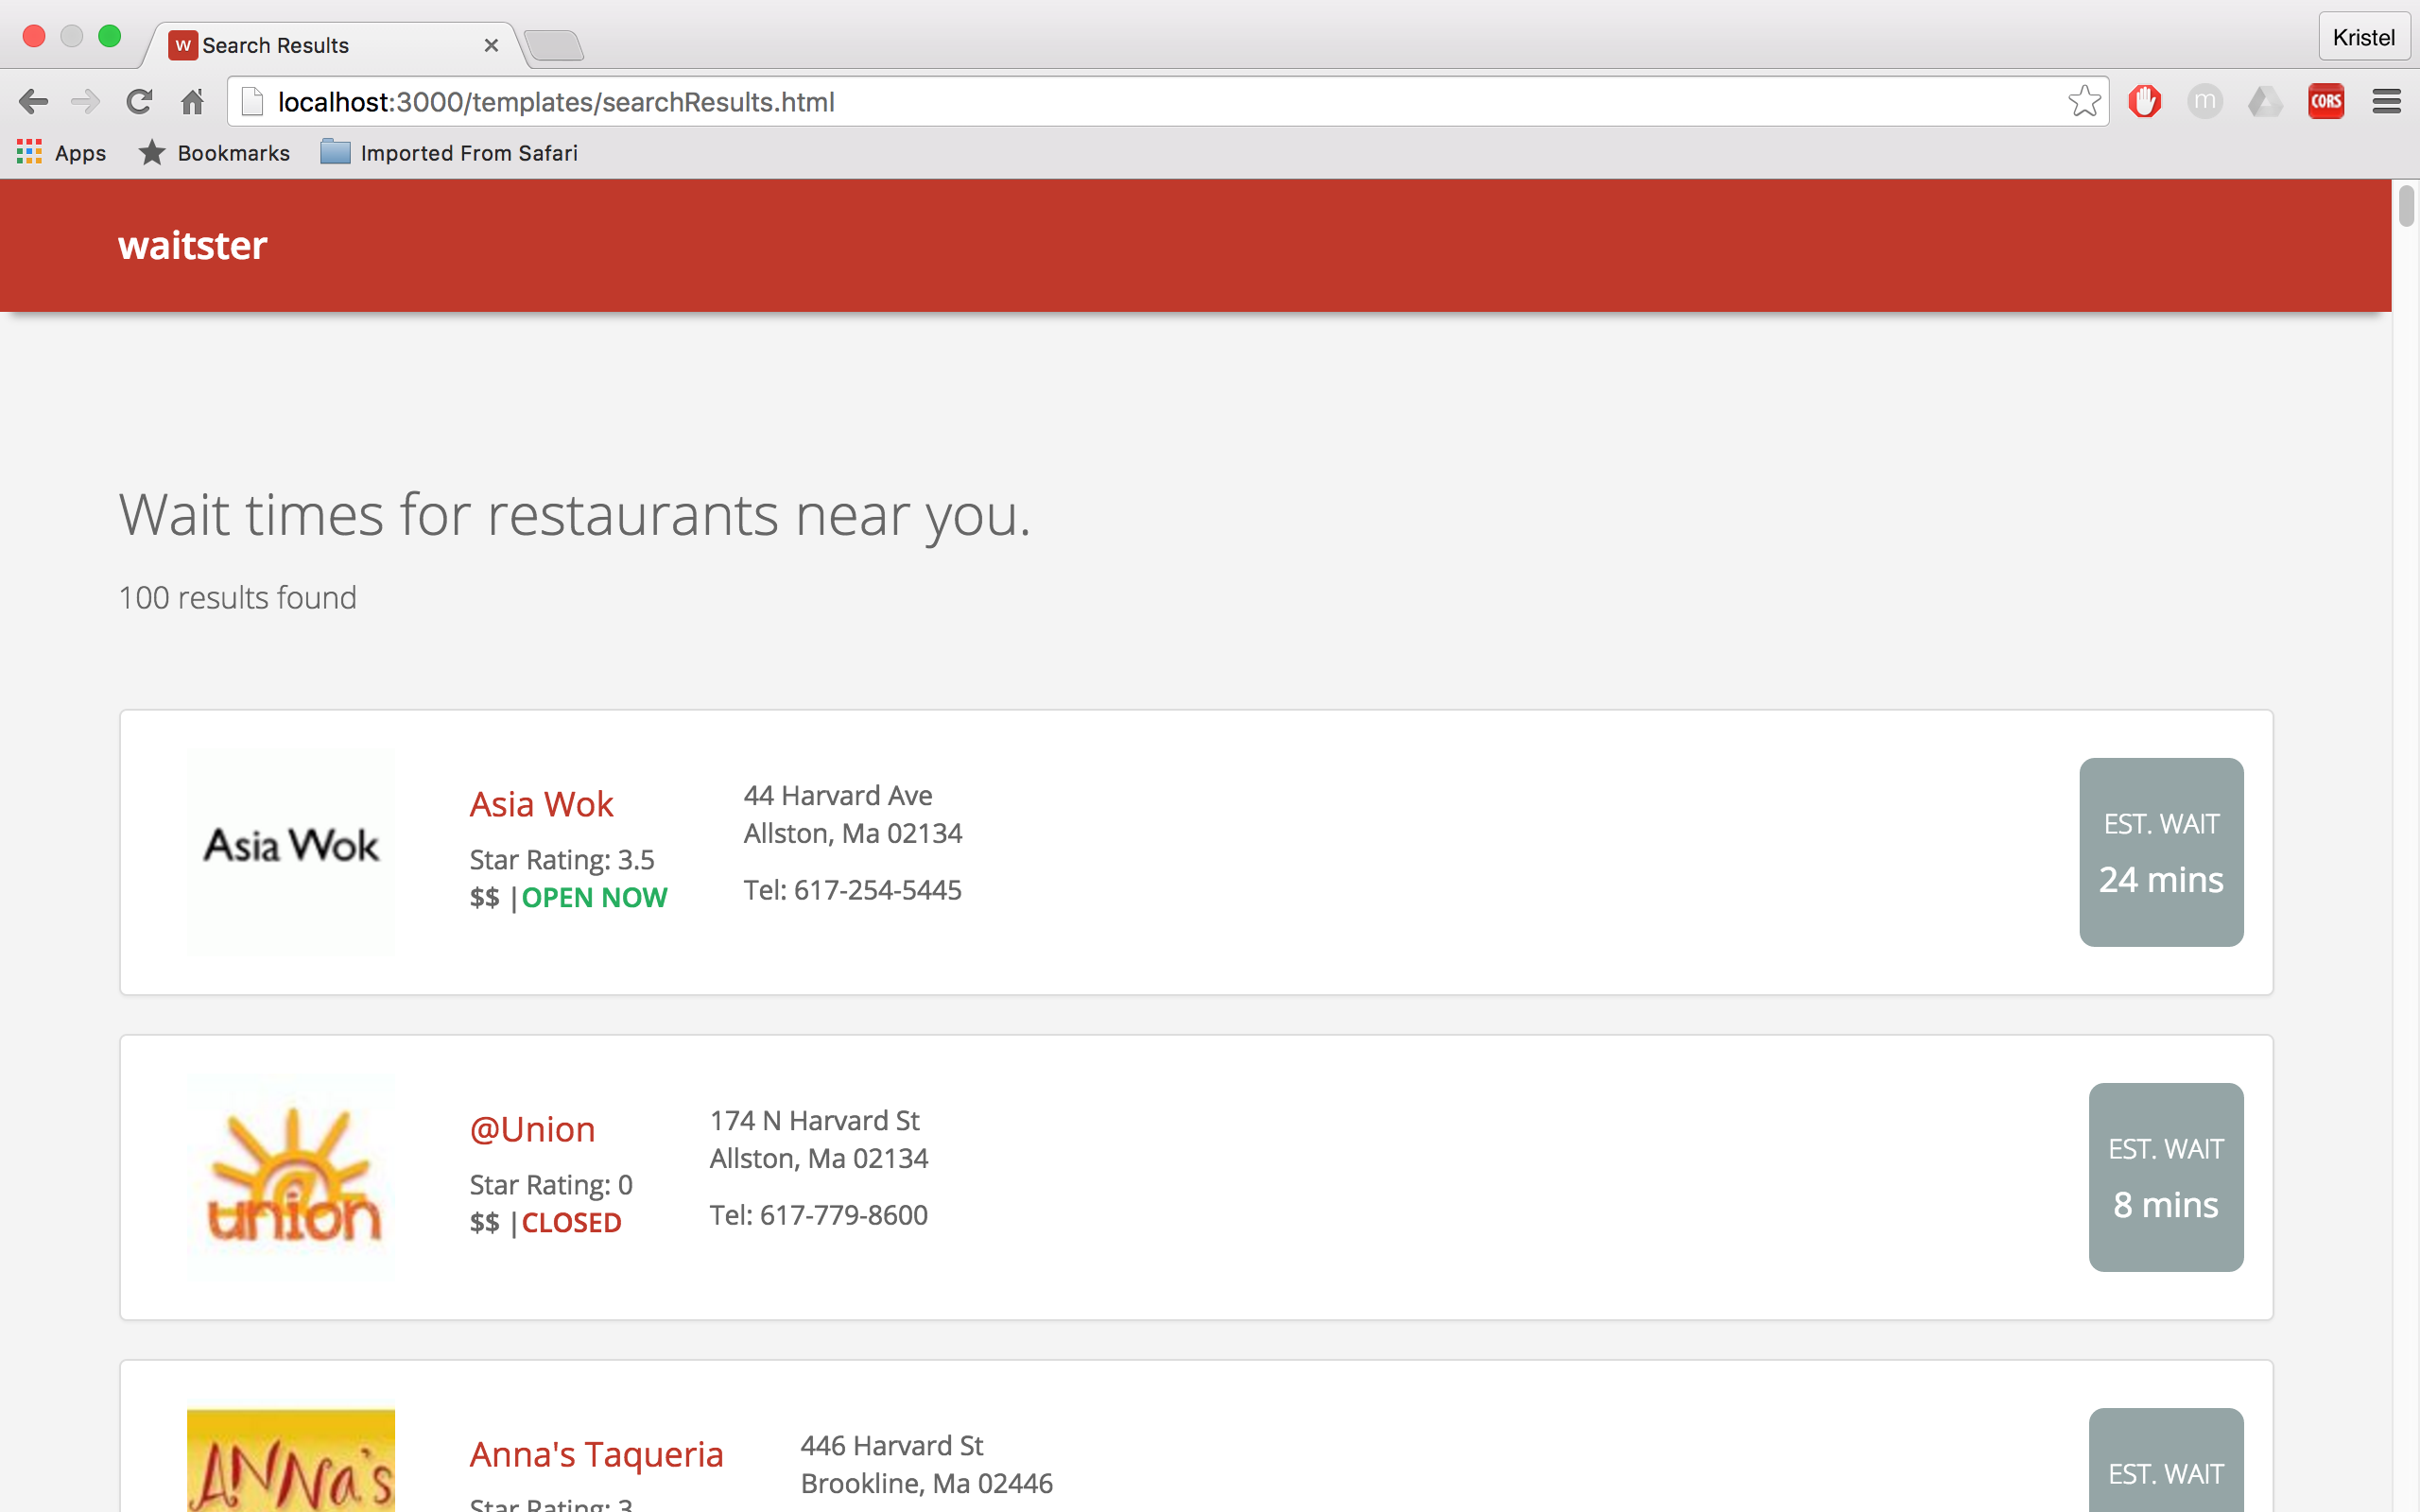 W Search Results
Kristel
localhost:3000/templates/searchResults.html
m
CORS
Apps
Bookmarks
Imported From Safari
waitster
Wait times for restaurants near you.
100 results found
Asia Wok
Asia Wok
Star Rating: 3.5
$$ |OPEN NOW
44 Harvard Ave
Allston, Ma 02134
Tel: 617-254-5445
EST. WAIT
24 mins
@
union
@Union
Star Rating: 0
$$ |CLOSED
174 N Harvard St
Allston, Ma 02134
Tel: 617-779-8600
EST. WAIT
8 mins
ANNa's
Anna's Taqueria
Star Rating: 3
446 Harvard St
Brookline, Ma 02446
EST. WAIT